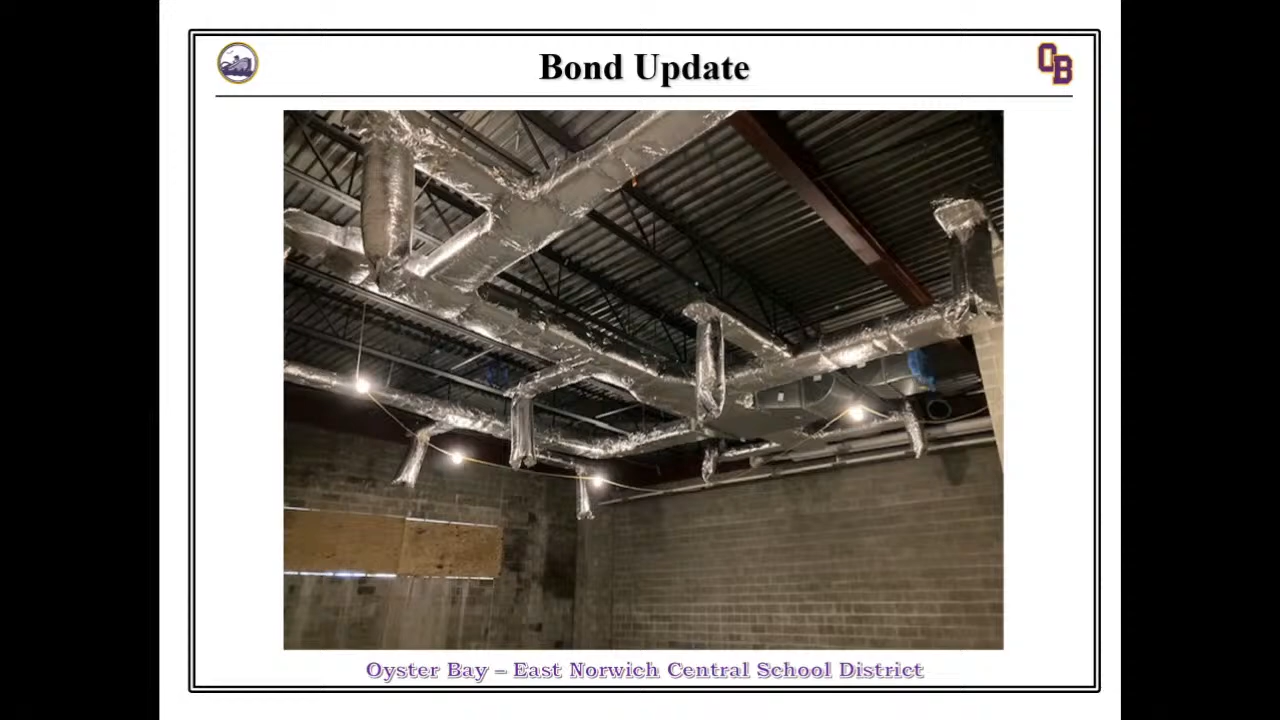 Bond Update
OB
Oyster Bay – East Norwich Central School District